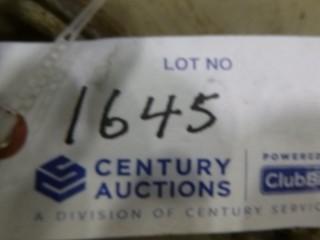 LOT NO
1645
CENTURY
AUCTIONS
POWERED
A DIVISION OF CENTURY